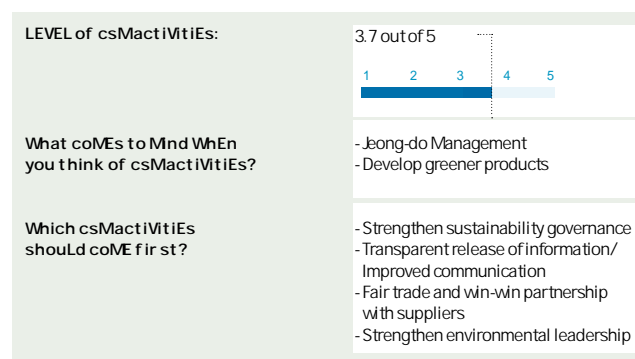 LEVEL of csMactiVitiEs:
3.7 out of 5
1 2 3 4 5
What coMEs to Mind WhEn
you think of csMactiVitiEs?
- Jeong-do Management
- Develop greener products
Which csMactiVitiEs
shouLd coME first?
- Strengthen sustainability governance
- Transparent release of information/
Improved communication
- Fair trade and win-win partnership
with suppliers
- Strengthen environmental leadership